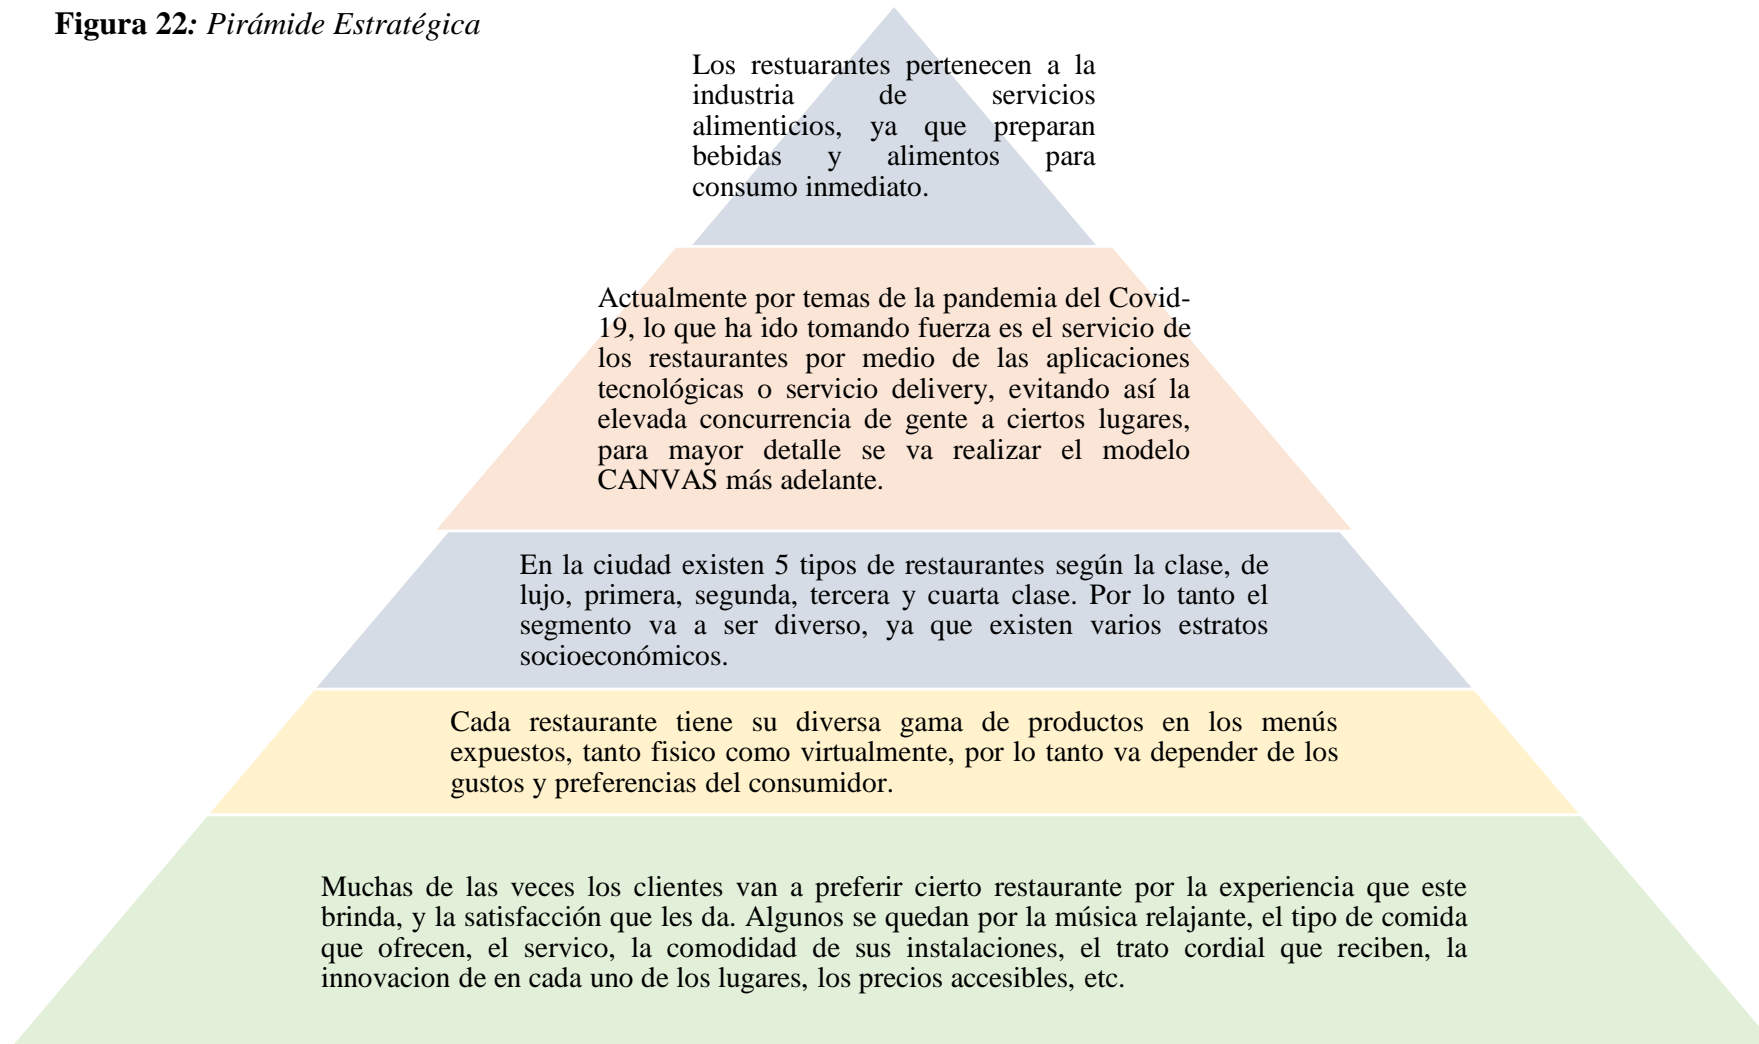 Figura 22: Pirámide Estratégica
Los restuarantes pertenecen a la
industria de servicios
alimenticios, ya que preparan
bebidas y alimentos para
consumo inmediato.
Actualmente por temas de la pandemia del Covid-
19, lo que ha ido tomando fuerza es el servicio de
los restaurantes por medio de las aplicaciones
tecnológicas o servicio delivery, evitando así la
elevada concurrencia de gente a ciertos lugares,
para mayor detalle se va realizar el modelo
CANVAS más adelante.
En la ciudad existen 5 tipos de restaurantes según la clase, de
lujo, primera, segunda, tercera y cuarta clase. Por lo tanto el
segmento va a ser diverso, ya que existen varios estratos
socioeconómicos.
Cada restaurante tiene su diversa gama de productos en los menús
expuestos, tanto fisico como virtualmente, por lo tanto va depender de los
gustos y preferencias del consumidor.
Muchas de las veces los clientes van a preferir cierto restaurante por la experiencia que este
brinda, y la satisfacción que les da. Algunos se quedan por la música relajante, el tipo de comida
que ofrecen, el servico, la comodidad de sus instalaciones, el trato cordial que reciben, la
innovacion de en cada uno de los lugares, los precios accesibles, etc.